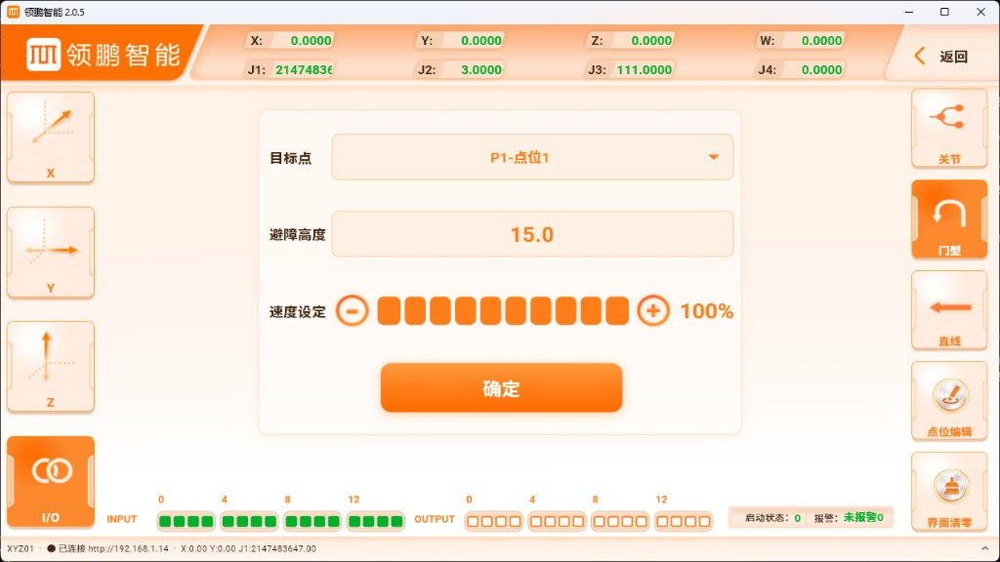 领鹏智能 2.0.5
领鹏智能
X: 0.0000 Y: 0.0000 Z: 0.0000 W: 0.0000
J1: 21474836 J2: 3.0000 J3: 111.0000 J4: 0.0000
返回
X
Y
Z
I/O
目标点 P1-点位1
避障高度 15.0
速度设定 100%
确定
关节
门型
直线
点位编辑
界面清零
INPUT 0 4 8 12
OUTPUT 0 4 8 12
启动状态: 0 报警: 未报警0
XYZ01 · 已连接 http://192.168.1.14 · X:0.00 Y:0.00 J1:2147483647.00